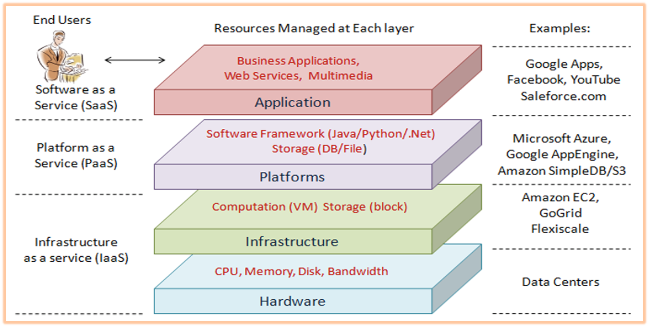 End Users
Resources Managed at Each layer
Examples:
Software as a
Service (SaaS)
Business Applications,
Web Services, Multimedia
Application
Google Apps,
Facebook, YouTube
Saleforce.com
Platform as a
Service (PaaS)
Software Framework (Java/Python/.Net)
Storage (DB/File)
Platforms
Microsoft Azure,
Google AppEngine,
Amazon SimpleDB/S3
Infrastructure
as a service (IaaS)
Computation (VM) Storage (block)
Infrastructure
Amazon EC2,
GoGrid
Flexiscale
CPU, Memory, Disk, Bandwidth
Hardware
Data Centers